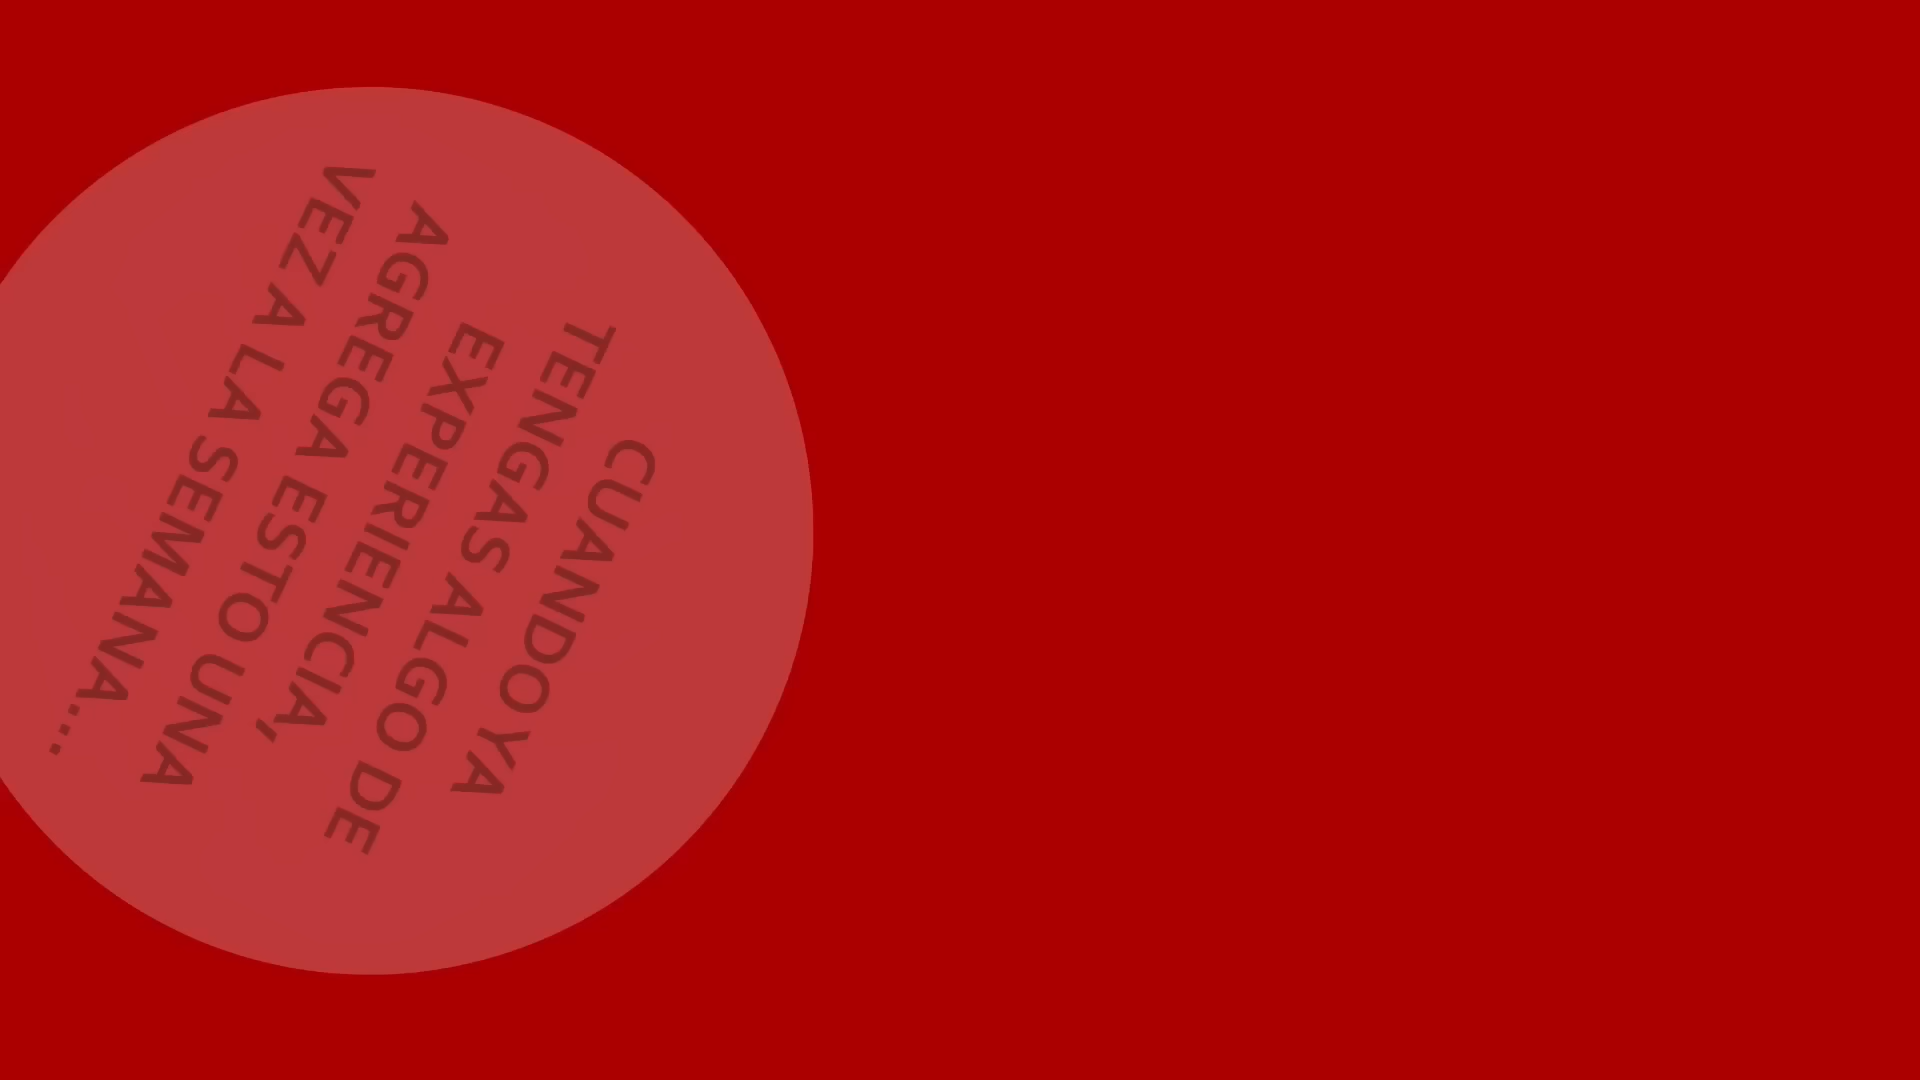 CUANDO YA
TENGAS ALGO DE
EXPERIENCIA,
AGREGA ESTO UNA
VEZ A LA SEMANA...